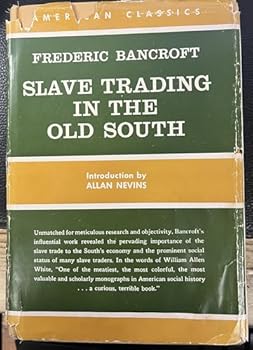 AMERICAN CLASSICS
FREDERIC BANCROFT
SLAVE TRADING
IN THE
OLD SOUTH
Introduction by
ALLAN NEVINS
Unmatched for meticulous research and objectivity, Bancroft's
influential work revealed the pervading importance of the
slave trade to the South's economy and the prominent social
status of many slave traders. In the words of William Allen
White, "One of the meatiest, the most colorful, the most
valuable and scholarly monographs in American social history
. . . a curious, terrible book."